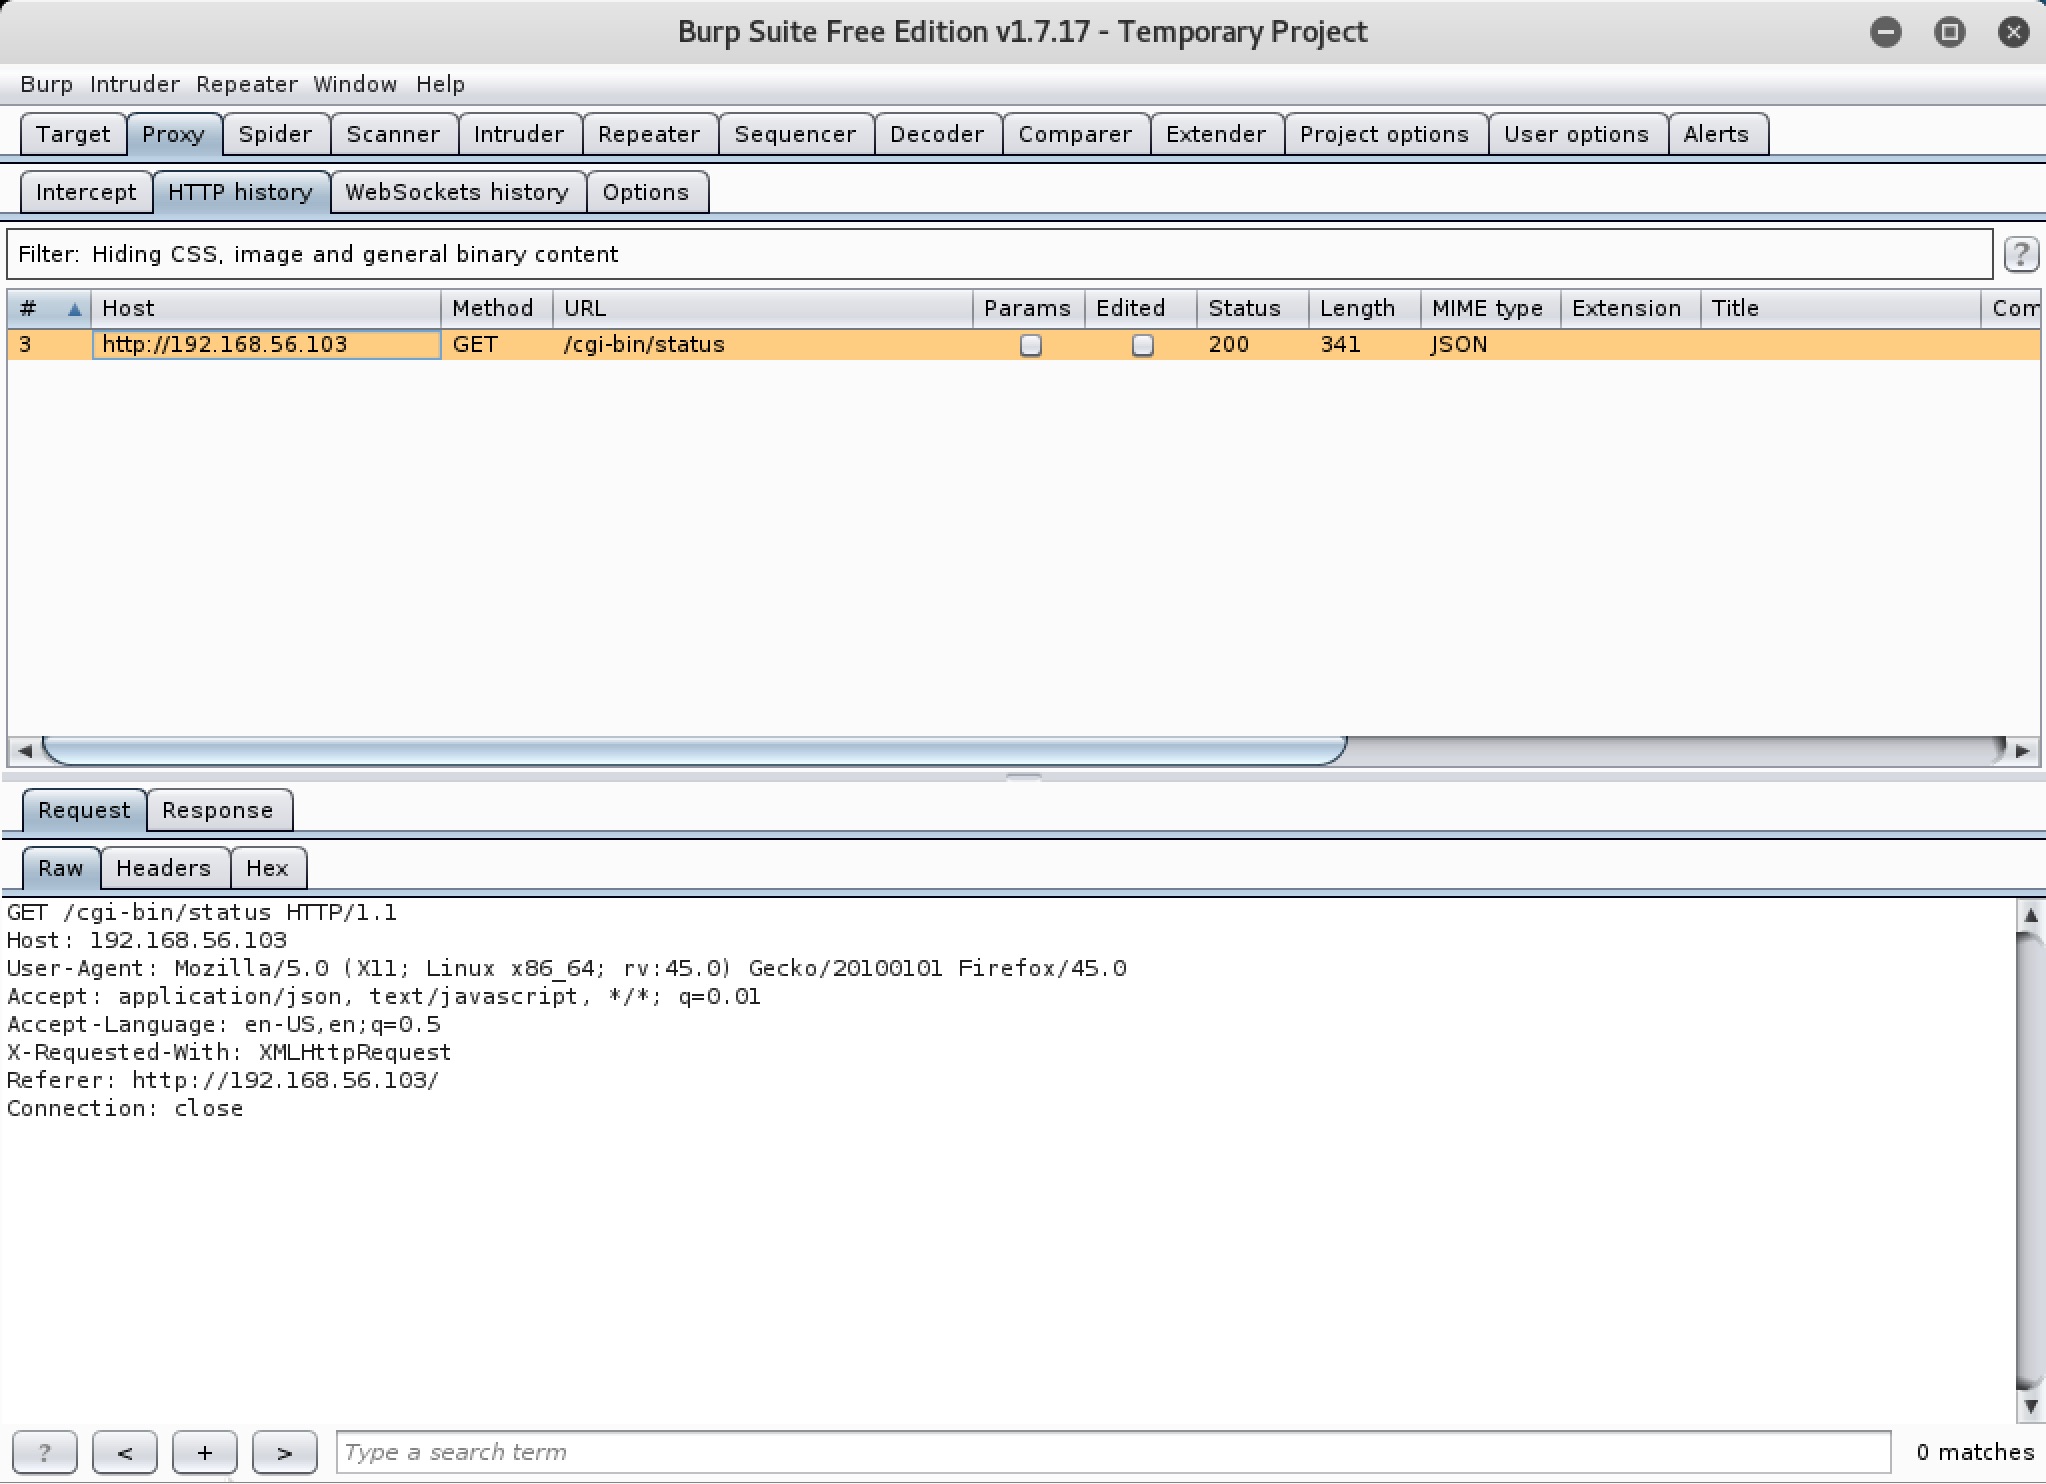 Burp Suite Free Edition v1.7.17 - Temporary Project
Burp Intruder Repeater Window Help
Target Proxy Spider Scanner Intruder Repeater Sequencer Decoder Comparer Extender Project options User options Alerts
Intercept HTTP history WebSockets history Options
Filter: Hiding CSS, image and general binary content ?
# Host Method URL Params Edited Status Length MIME type Extension Title Com
3 http://192.168.56.103 GET /cgi-bin/status 200 341 JSON
Request Response
Raw Headers Hex
GET /cgi-bin/status HTTP/1.1
Host: 192.168.56.103
User-Agent: Mozilla/5.0 (X11; Linux x86_64; rv:45.0) Gecko/20100101 Firefox/45.0
Accept: application/json, text/javascript, */*; q=0.01
Accept-Language: en-US,en;q=0.5
X-Requested-With: XMLHttpRequest
Referer: http://192.168.56.103/
Connection: close
? < + > Type a search term 0 matches